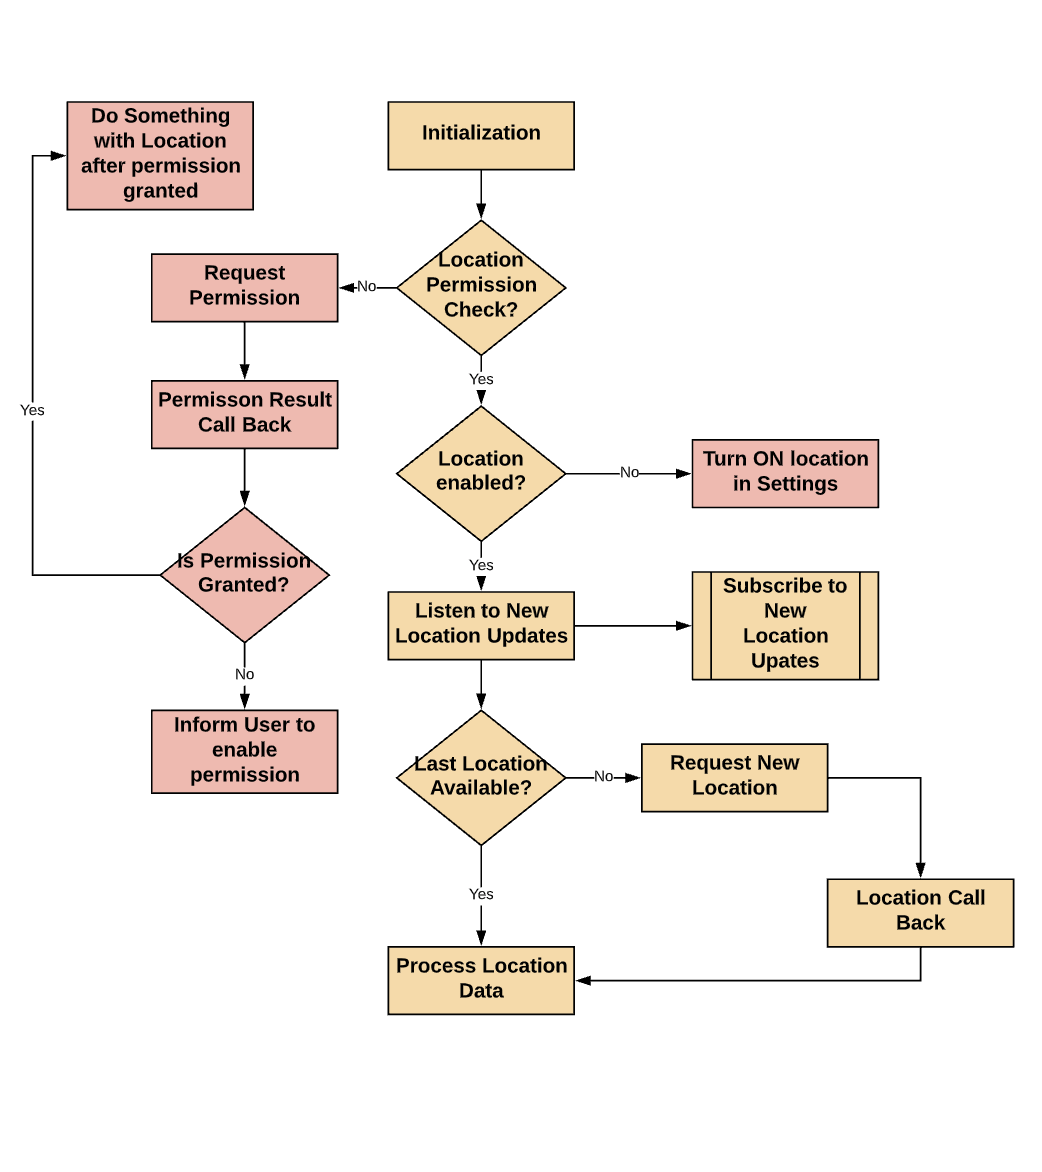 Do Something
with Location
after permission
granted
Initialization
Location
Permission
Check?
No
Request
Permission
Yes
Permisson Result
Call Back
Yes
Location
enabled?
No
Turn ON location
in Settings
Is Permission
Granted?
Yes
Listen to New
Location Updates
Subscribe to
New
Location
Upates
No
Inform User to
enable
permission
Last Location
Available?
No
Request New
Location
Yes
Location Call
Back
Process Location
Data